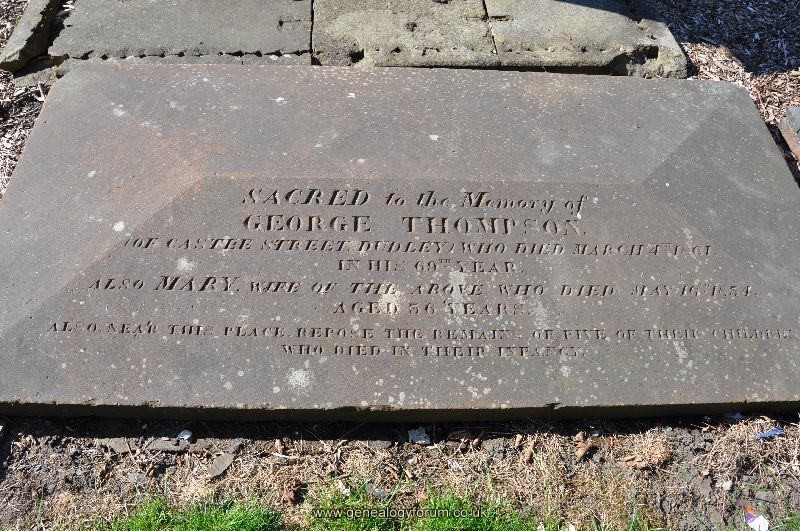 SACRED to the Memory of
GEORGE THOMPSON.
(OF CASTLE STREET, DUDLEY) WHO DIED MARCH 4TH 1861.
IN HIS 69TH YEAR.
ALSO MARY, WIFE OF THE ABOVE WHO DIED MAY 16TH 1854.
AGED 56 YEARS.
ALSO, NEAR THIS PLACE, REPOSE THE REMAINS, OF FIVE OF THEIR CHILDREN
WHO DIED IN THEIR INFANCY.
www.genealogyforum.co.uk